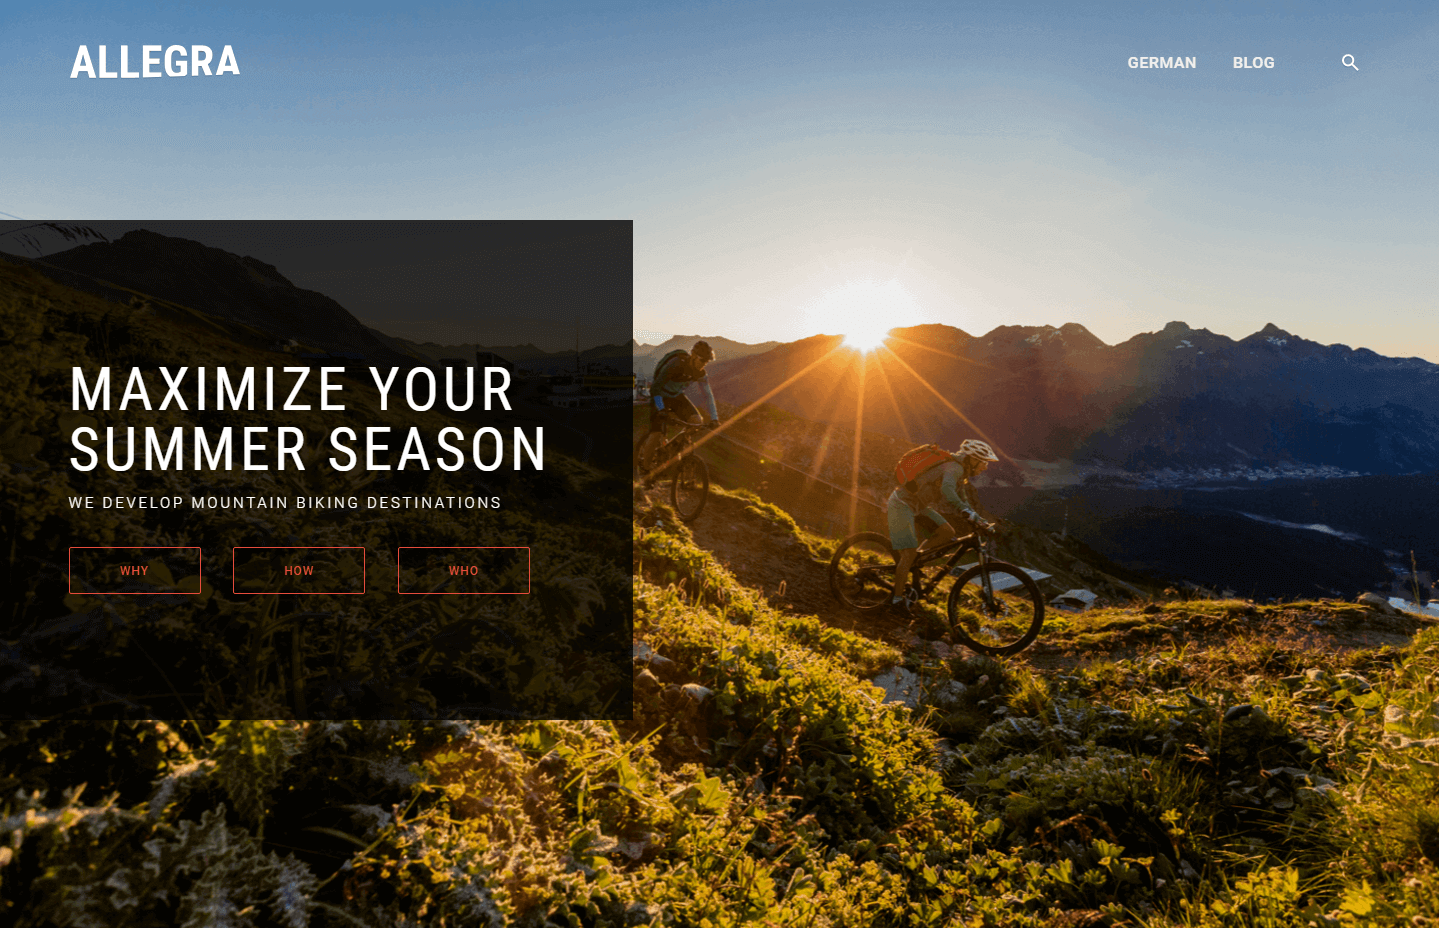 ALLEGRA
GERMAN BLOG
MAXIMIZE YOUR
SUMMER SEASON
WE DEVELOP MOUNTAIN BIKING DESTINATIONS
WHY HOW WHO